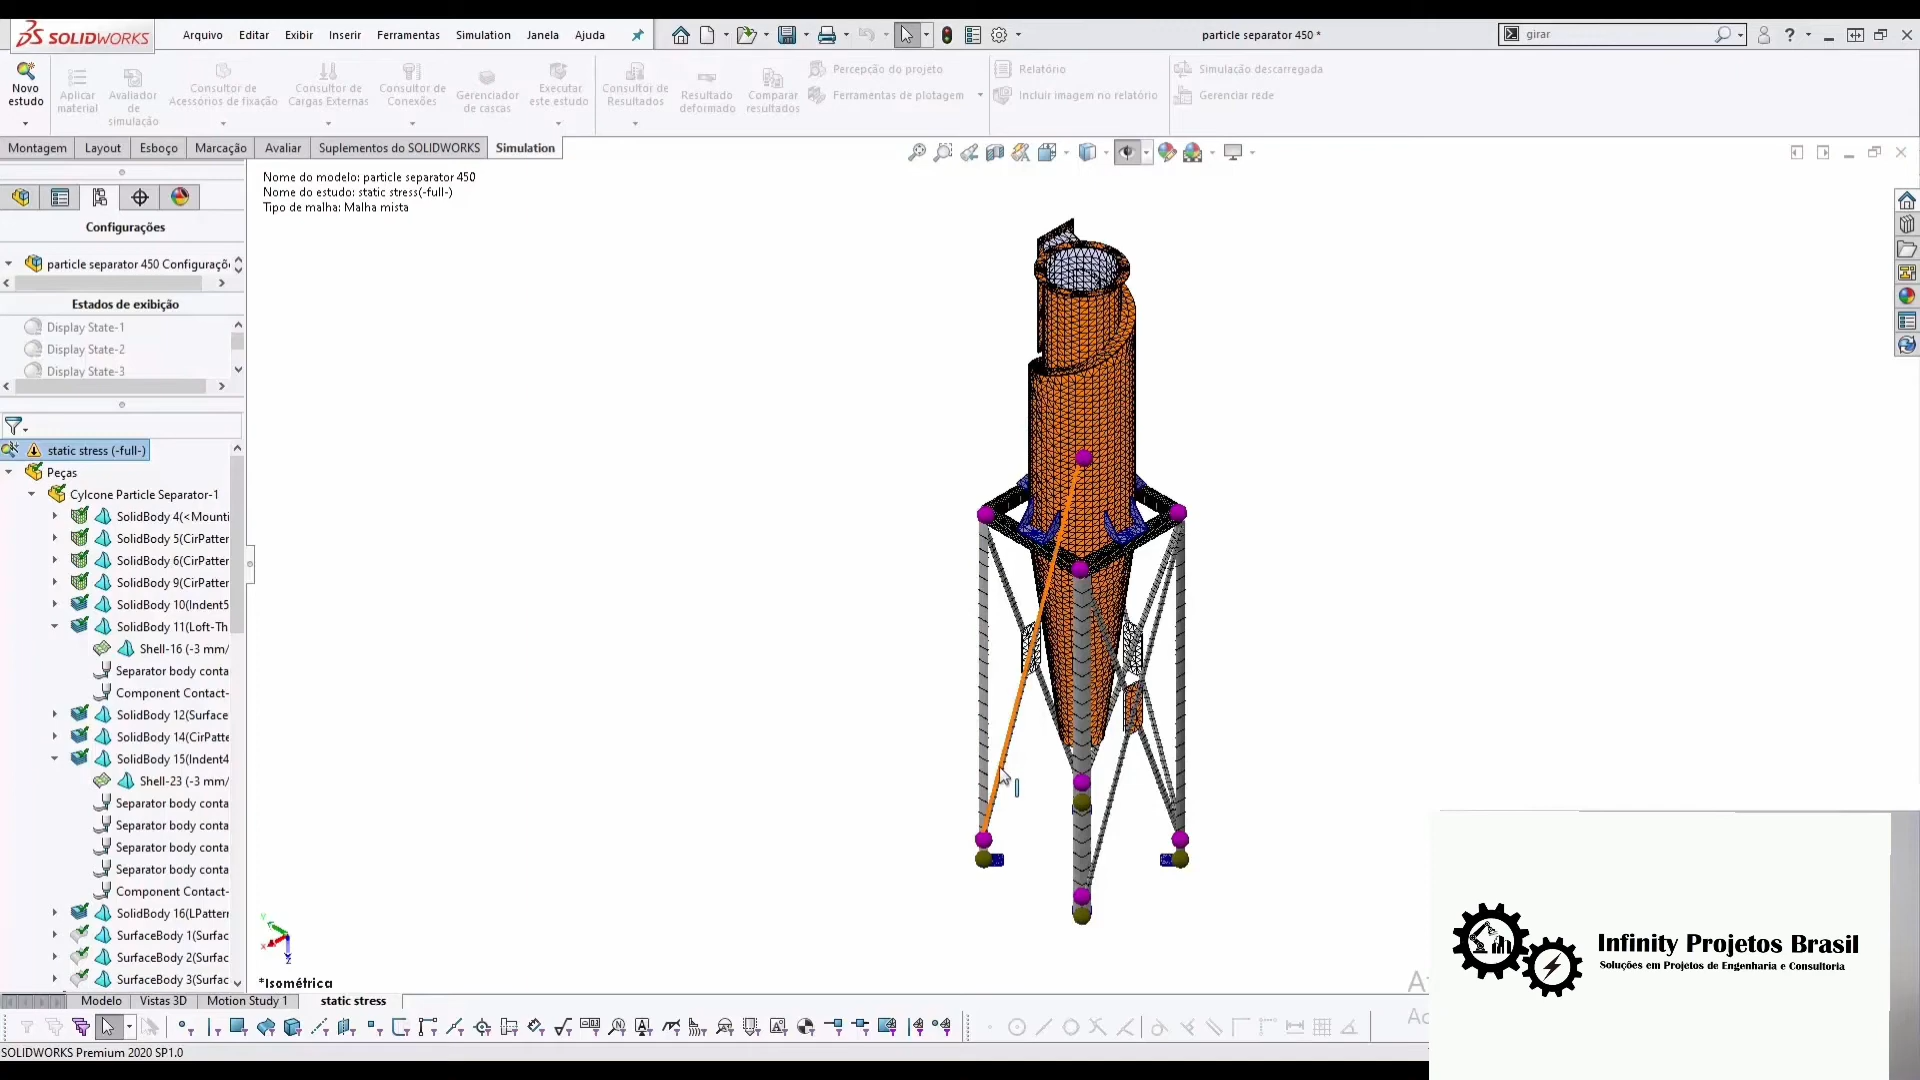 SOLIDWORKS
Arquivo Editar Exibir Inserir Ferramentas Simulation Janela Ajuda
particle separator 450 *
girar
Novo estudo
Aplicar material
Avaliador de simulação
Consultor de Acessórios de fixação
Consultor de Cargas Externas
Consultor de Conexões
Gerenciador de cascas
Executar este estudo
Consultor de Resultados
Resultado deformado
Comparar resultados
Percepção do projeto
Ferramentas de plotagem
Relatório
Incluir imagem no relatório
Simulação descarregada
Gerenciar rede
Montagem Layout Esboço Marcação Avaliar Suplementos do SOLIDWORKS Simulation
Nome do modelo: particle separator 450
Nome do estudo: static stress(-full-)
Tipo de malha: Malha mista
Configurações
particle separator 450 Configuraçõ
Estados de exibição
Display State-1
Display State-2
Display State-3
static stress (-full-)
Peças
Cylcone Particle Separator-1
SolidBody 4(<Mounti
SolidBody 5(CirPatter
SolidBody 6(CirPatter
SolidBody 9(CirPatter
SolidBody 10(Indent5
SolidBody 11(Loft-Th
Shell-16 (-3 mm/
Separator body conta
Component Contact-
SolidBody 12(Surface
SolidBody 14(CirPatte
SolidBody 15(Indent4
Shell-23 (-3 mm/
Separator body conta
Separator body conta
Separator body conta
Separator body conta
Component Contact-
SolidBody 16(LPattern
SurfaceBody 1(Surfac
SurfaceBody 2(Surfac
SurfaceBody 3(Surfac
*Isométrica
Modelo Vistas 3D Motion Study 1 static stress
SOLIDWORKS Premium 2020 SP1.0
Infinity Projetos Brasil
Soluções em Projetos de Engenharia e Consultoria